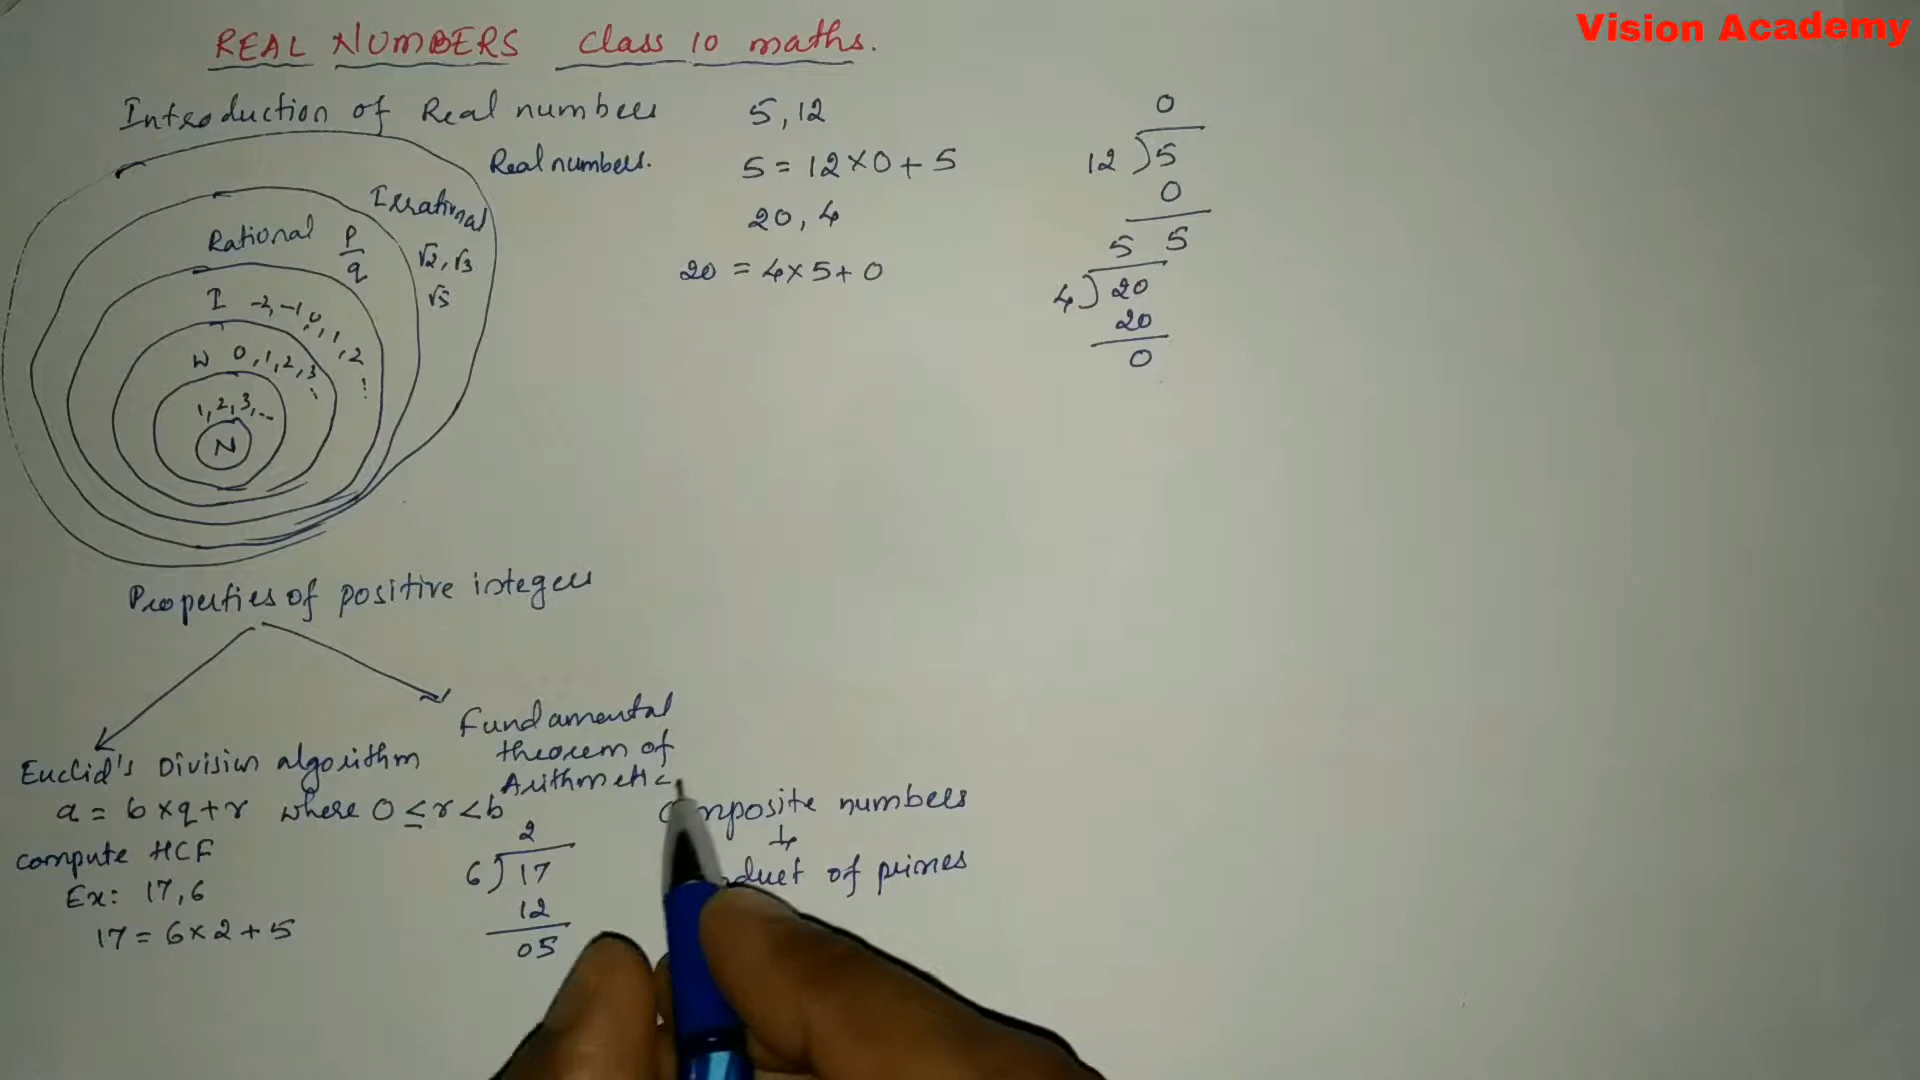 Vision Academy
REAL NUMBERS Class 10 maths.
Introduction of Real numbers
Real numbers.
Irrational
√2, √3
√5
Rational p/q
I -2, -1, 0, 1, 2 ...
W 0, 1, 2, 3 ...
1, 2, 3, ...
N
5, 12
5 = 12 × 0 + 5
20, 4
20 = 4 × 5 + 0
0
12 ) 5
0
5
5
4 ) 20
20
0
Properties of positive integers
Euclid's Division algorithm
a = b × q + r where 0 ≤ r < b
compute HCF
Ex: 17, 6
17 = 6 × 2 + 5
2
6 ) 17
12
05
Fundamental
theorem of
Arithmetic
composite numbers
↓
of primes